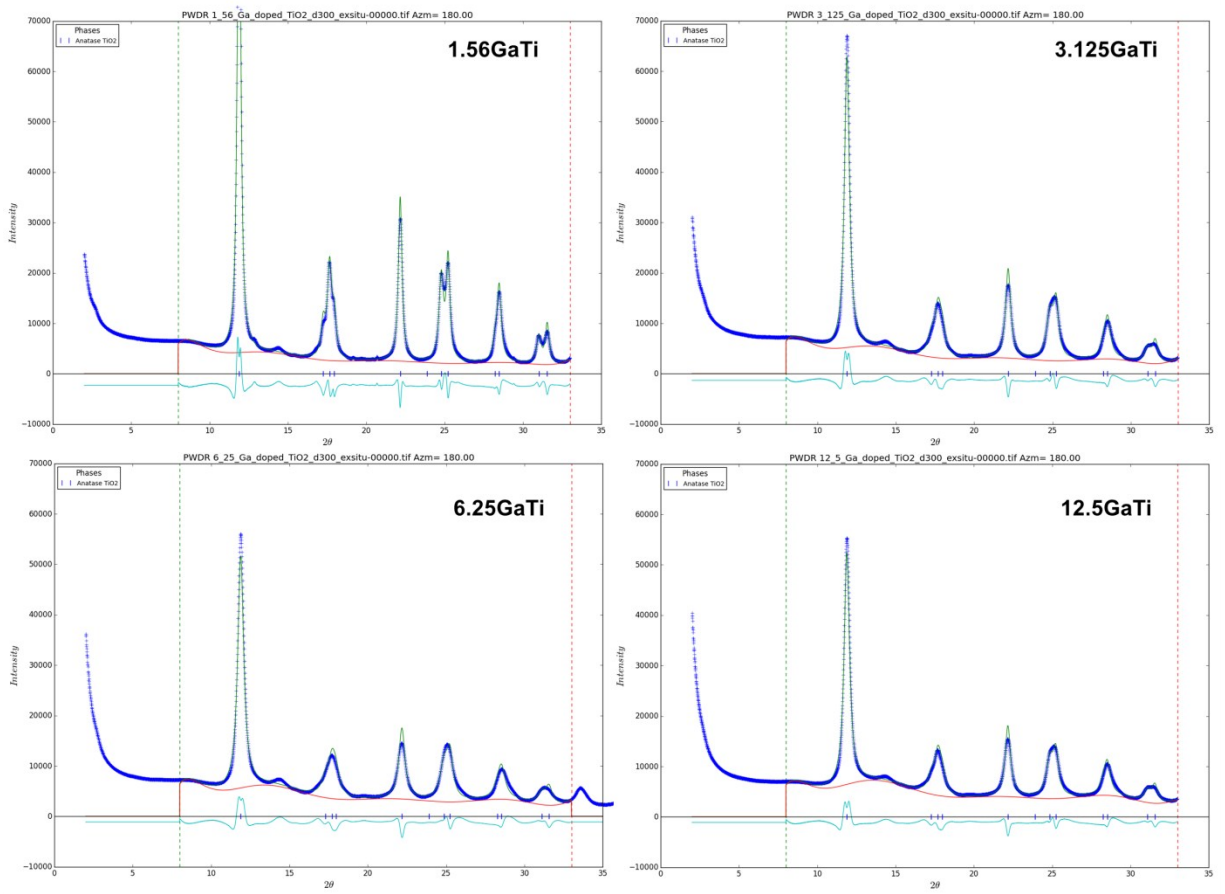 PWDR 1_56_Ga_doped_TiO2_d300_exsitu-00000.tif Azm= 180.00
Phases
Anatase TiO2
1.56GaTi
70000
60000
50000
40000
30000
20000
10000
0
−10000
Intensity
0 5 10 15 20 25 30 35
2θ
PWDR 3_125_Ga_doped_TiO2_d300_exsitu-00000.tif Azm= 180.00
Phases
Anatase TiO2
3.125GaTi
70000
60000
50000
40000
30000
20000
10000
0
−10000
Intensity
0 5 10 15 20 25 30 35
2θ
PWDR 6_25_Ga_doped_TiO2_d300_exsitu-00000.tif Azm= 180.00
Phases
Anatase TiO2
6.25GaTi
70000
60000
50000
40000
30000
20000
10000
0
−10000
Intensity
0 5 10 15 20 25 30 35
2θ
PWDR 12_5_Ga_doped_TiO2_d300_exsitu-00000.tif Azm= 180.00
Phases
Anatase TiO2
12.5GaTi
70000
60000
50000
40000
30000
20000
10000
0
−10000
Intensity
0 5 10 15 20 25 30 35
2θ